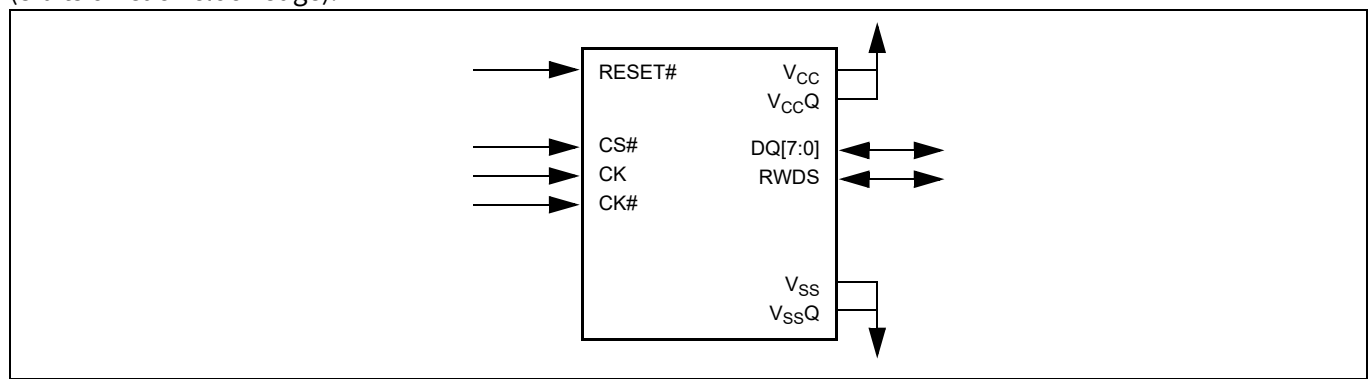 RESET#
CS#
CK
CK#
VCC
VCCQ
DQ[7:0]
RWDS
VSS
VSSQ